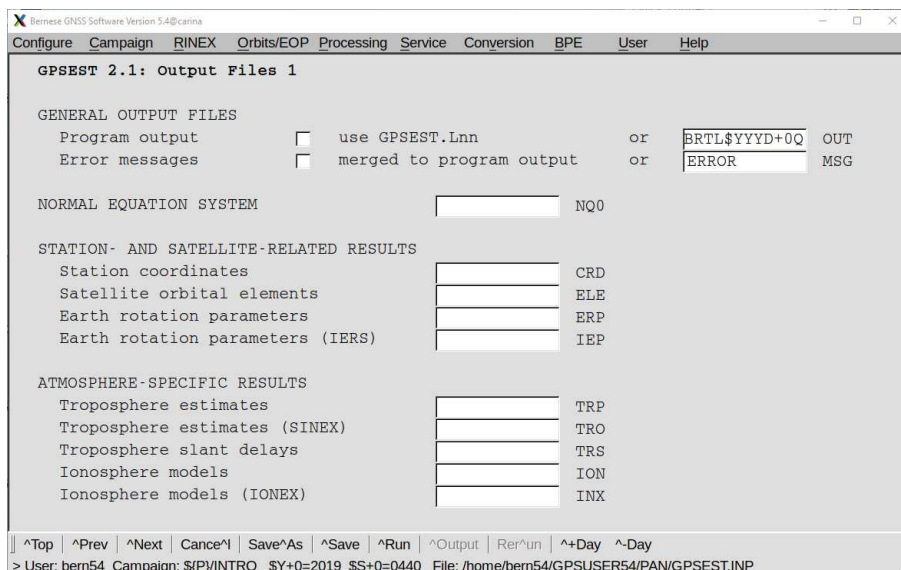 Bernese GNSS Software Version 5.4@carina
Configure Campaign RINEX Orbits/EOP Processing Service Conversion BPE User Help
GPSEST 2.1: Output Files 1
GENERAL OUTPUT FILES
Program output use GPSEST.Lnn or BRTL$YYYD+0Q OUT
Error messages merged to program output or ERROR MSG
NORMAL EQUATION SYSTEM NQ0
STATION- AND SATELLITE-RELATED RESULTS
Station coordinates CRD
Satellite orbital elements ELE
Earth rotation parameters ERP
Earth rotation parameters (IERS) IEP
ATMOSPHERE-SPECIFIC RESULTS
Troposphere estimates TRP
Troposphere estimates (SINEX) TRO
Troposphere slant delays TRS
Ionosphere models ION
Ionosphere models (IONEX) INX
^Top | ^Prev | ^Next | Cance^l | Save^As | ^Save | ^Run | ^Output | Rer^un | ^+Day ^-Day
> User: bern54 Campaign: ${P}/INTRO $Y+0=2019 $S+0=0440 File: /home/bern54/GPSUSER54/PAN/GPSEST.INP